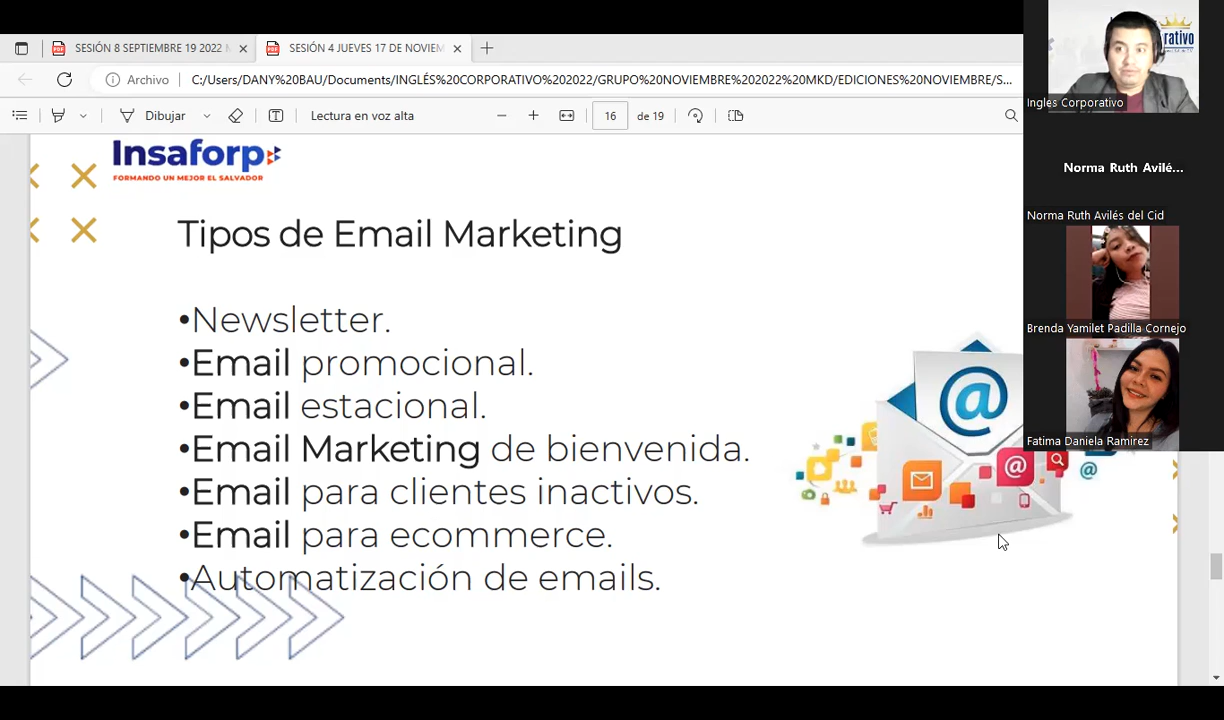 SESIÓN 8 SEPTIEMBRE 19 2022 M
SESIÓN 4 JUEVES 17 DE NOVIEM
Archivo
C:/Users/DANY%20BAU/Documents/INGLÉS%20CORPORATIVO%202022/GRUPO%20NOVIEMBRE%202022%20MKD/EDICIONES%20NOVIEMBRE/S...
Dibujar
Lectura en voz alta
16
de 19
Insaforp
FORMANDO UN MEJOR EL SALVADOR
Tipos de Email Marketing
•Newsletter.
•Email promocional.
•Email estacional.
•Email Marketing de bienvenida.
•Email para clientes inactivos.
•Email para ecommerce.
•Automatización de emails.
rativo
Inglés Corporativo
Norma Ruth Avilé...
Norma Ruth Avilés del Cid
Brenda Yamilet Padilla Cornejo
Fatima Daniela Ramirez